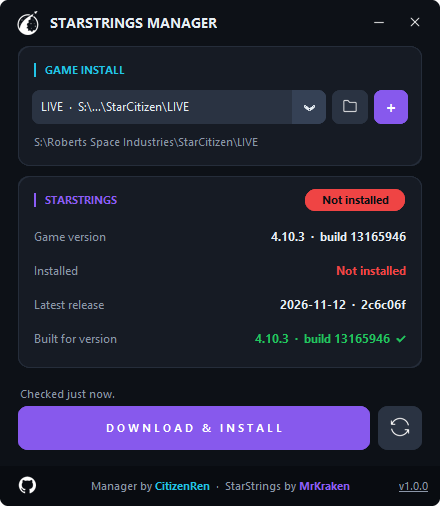 STARSTRINGS MANAGER
GAME INSTALL
LIVE · S:\...\StarCitizen\LIVE
+
S:\Roberts Space Industries\StarCitizen\LIVE
STARSTRINGS Not installed
Game version 4.10.3 · build 13165946
Installed Not installed
Latest release 2026-11-12 · 2c6c06f
Built for version 4.10.3 · build 13165946 ✓
Checked just now.
DOWNLOAD & INSTALL
Manager by CitizenRen · StarStrings by MrKraken v1.0.0